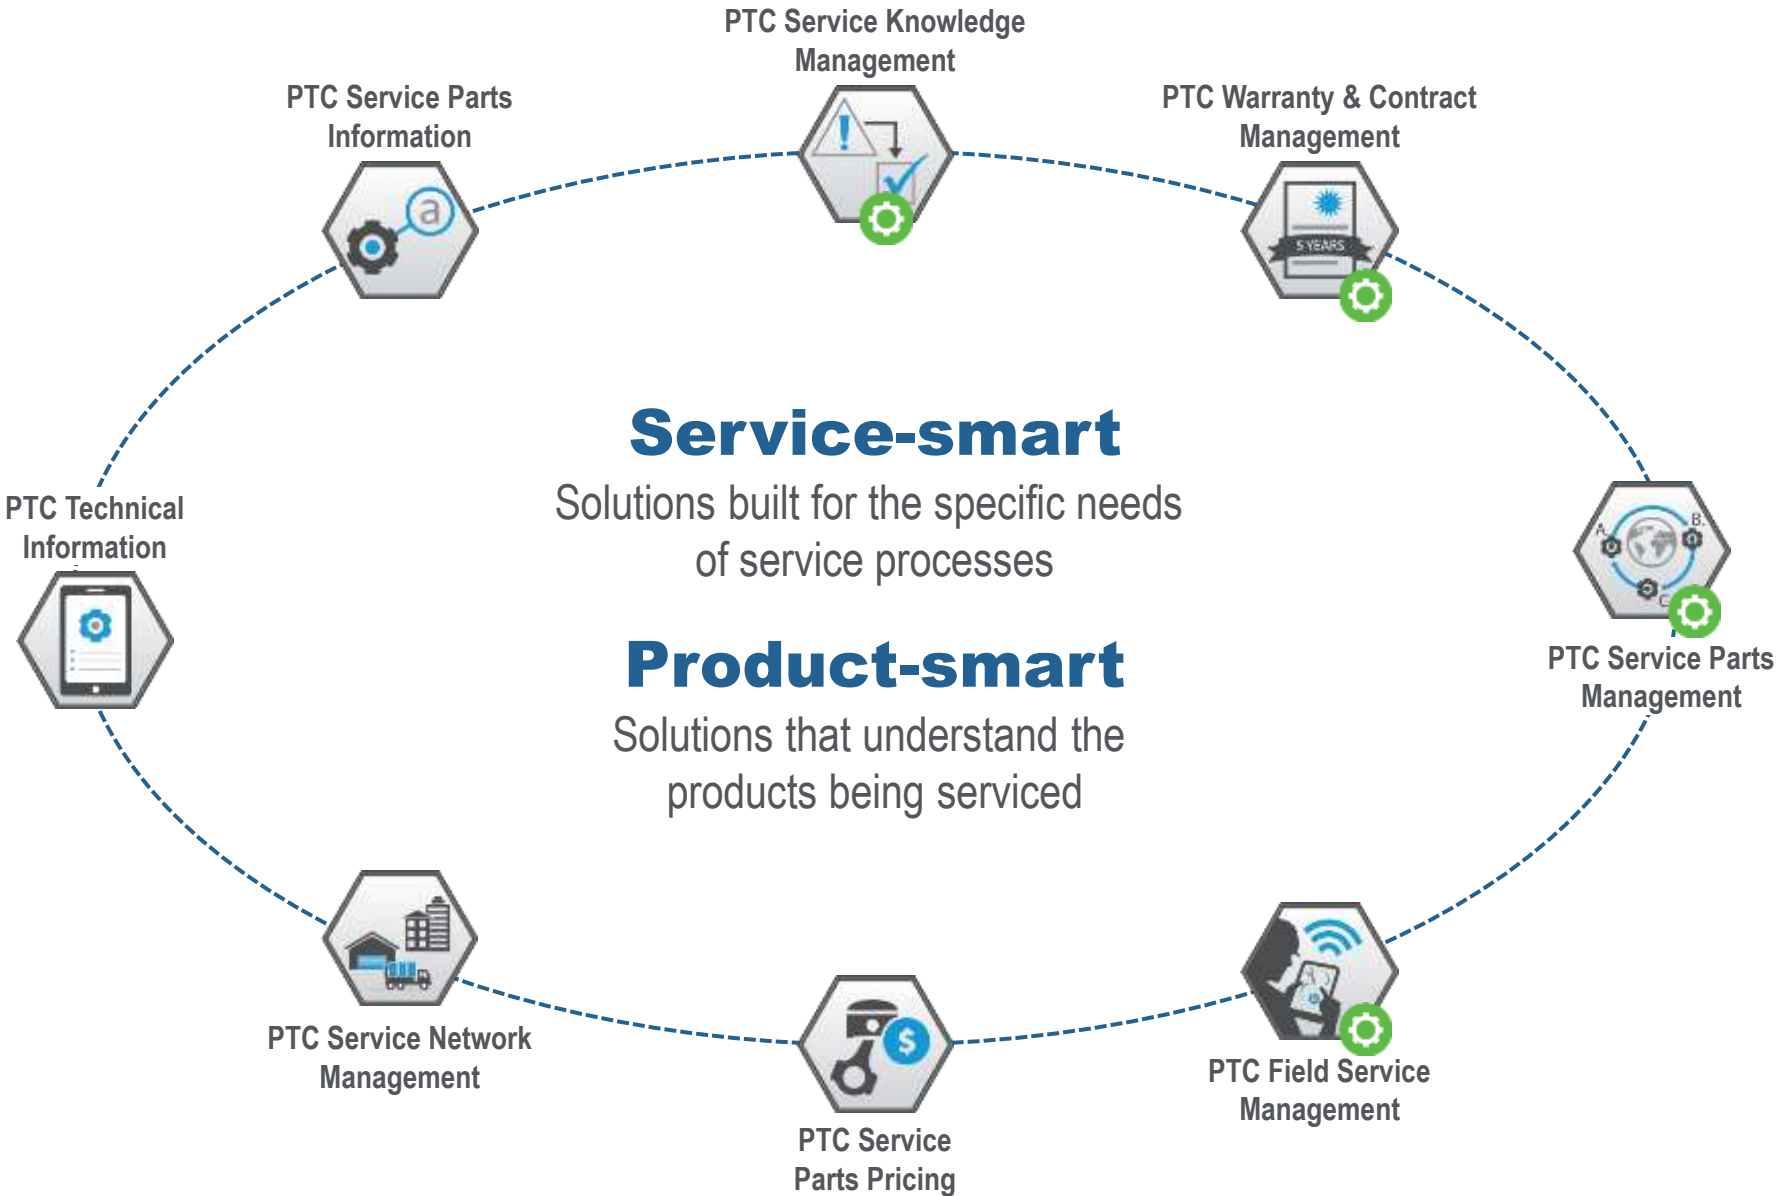 PTC Service Knowledge
Management
PTC Service Parts
Information
PTC Warranty & Contract
Management
a
5 YEARS
Service-smart
Solutions built for the specific needs
of service processes
PTC Technical
Information
A.
B.
C
PTC Service Parts
Management
Product-smart
Solutions that understand the
products being serviced
PTC Service Network
Management
$
PTC Field Service
Management
PTC Service
Parts Pricing